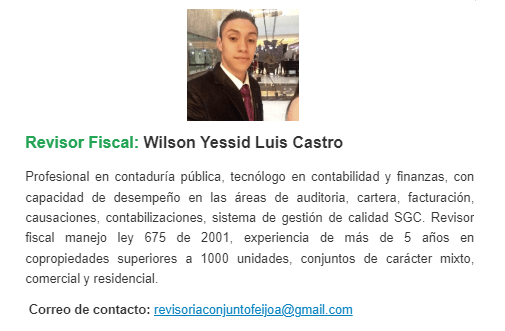 Revisor Fiscal: Wilson Yessid Luis Castro
Profesional en contaduría pública, tecnólogo en contabilidad y finanzas, con
capacidad de desempeño en las áreas de auditoria, cartera, facturación,
causaciones, contabilizaciones, sistema de gestión de calidad SGC. Revisor
fiscal manejo ley 675 de 2001, experiencia de más de 5 años en
copropiedades superiores a 1000 unidades, conjuntos de carácter mixto,
comercial y residencial.
Correo de contacto: revisoriaconjuntofeijoa@gmail.com